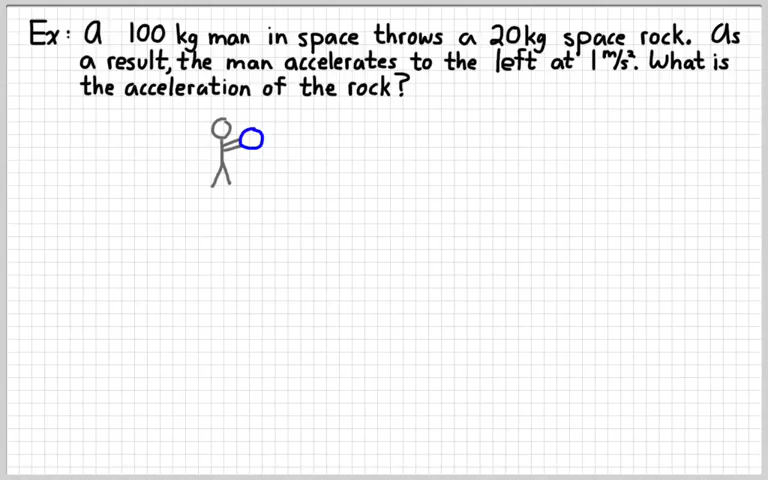 Ex: A 100 kg man in space throws a 20kg space rock. As
a result, the man accelerates to the left at 1 m/s². What is
the acceleration of the rock?